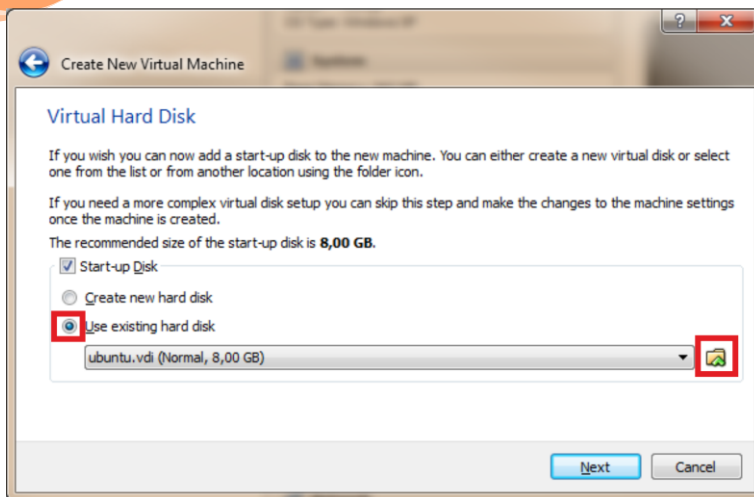 Create New Virtual Machine
Virtual Hard Disk
If you wish you can now add a start-up disk to the new machine. You can either create a new virtual disk or select
one from the list or from another location using the folder icon.
If you need a more complex virtual disk setup you can skip this step and make the changes to the machine settings
once the machine is created.
The recommended size of the start-up disk is 8,00 GB.
Start-up Disk
Create new hard disk
Use existing hard disk
ubuntu.vdi (Normal, 8,00 GB)
Next
Cancel